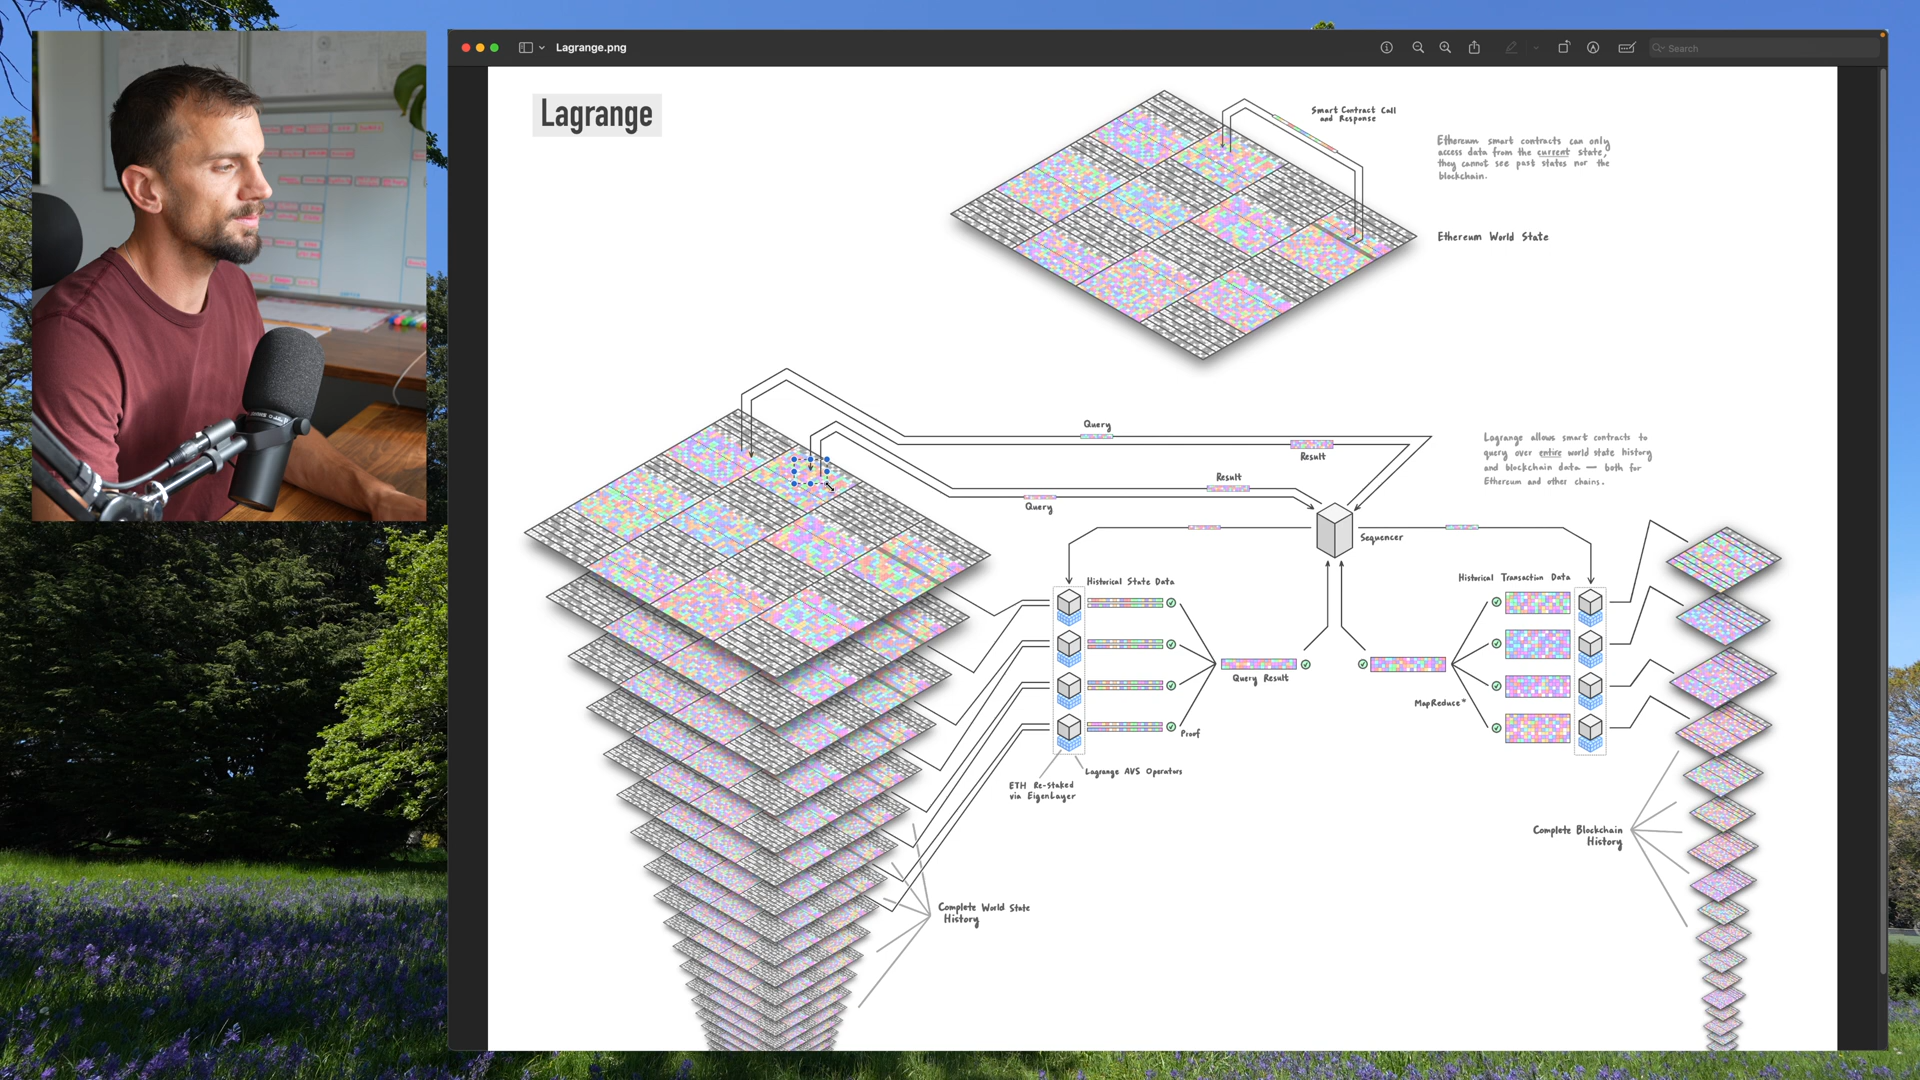 Lagrange.png
Search
Lagrange
Smart Contract Call
and Response
Ethereum smart contracts can only
access data from the current state,
they cannot see past states nor the
blockchain.
Ethereum World State
Query
Result
Result
Query
Lagrange allows smart contracts to
query over entire world state history
and blockchain data — both for
Ethereum and other chains.
Sequencer
Historical State Data
Historical Transaction Data
Query Result
MapReduce*
Proof
Lagrange AVS Operators
ETH Re-Staked
via EigenLayer
Complete World State
History
Complete Blockchain
History